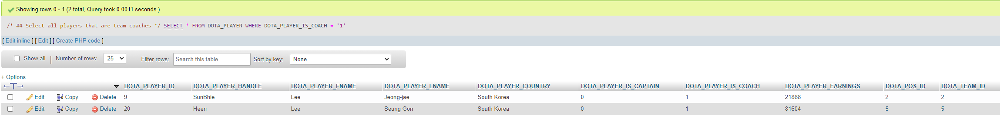 Showing rows 0 - 1 (2 total, Query took 0.0011 seconds.)
/* #4 Select all players that are team coaches */ SELECT * FROM DOTA_PLAYER WHERE DOTA_PLAYER_IS_COACH = '1'
[ Edit inline ] [ Edit ] [ Create PHP code ]
Show all | Number of rows: 25 Filter rows: Search this table Sort by key: None
+ Options
←T→ DOTA_PLAYER_ID DOTA_PLAYER_HANDLE DOTA_PLAYER_FNAME DOTA_PLAYER_LNAME DOTA_PLAYER_COUNTRY DOTA_PLAYER_IS_CAPTAIN DOTA_PLAYER_IS_COACH DOTA_PLAYER_EARNINGS DOTA_POS_ID DOTA_TEAM_ID
Edit Copy Delete 9 SunBhie Lee Jeong-jae South Korea 0 1 21888 2 2
Edit Copy Delete 20 Heen Lee Seung Gon South Korea 0 1 81604 5 5